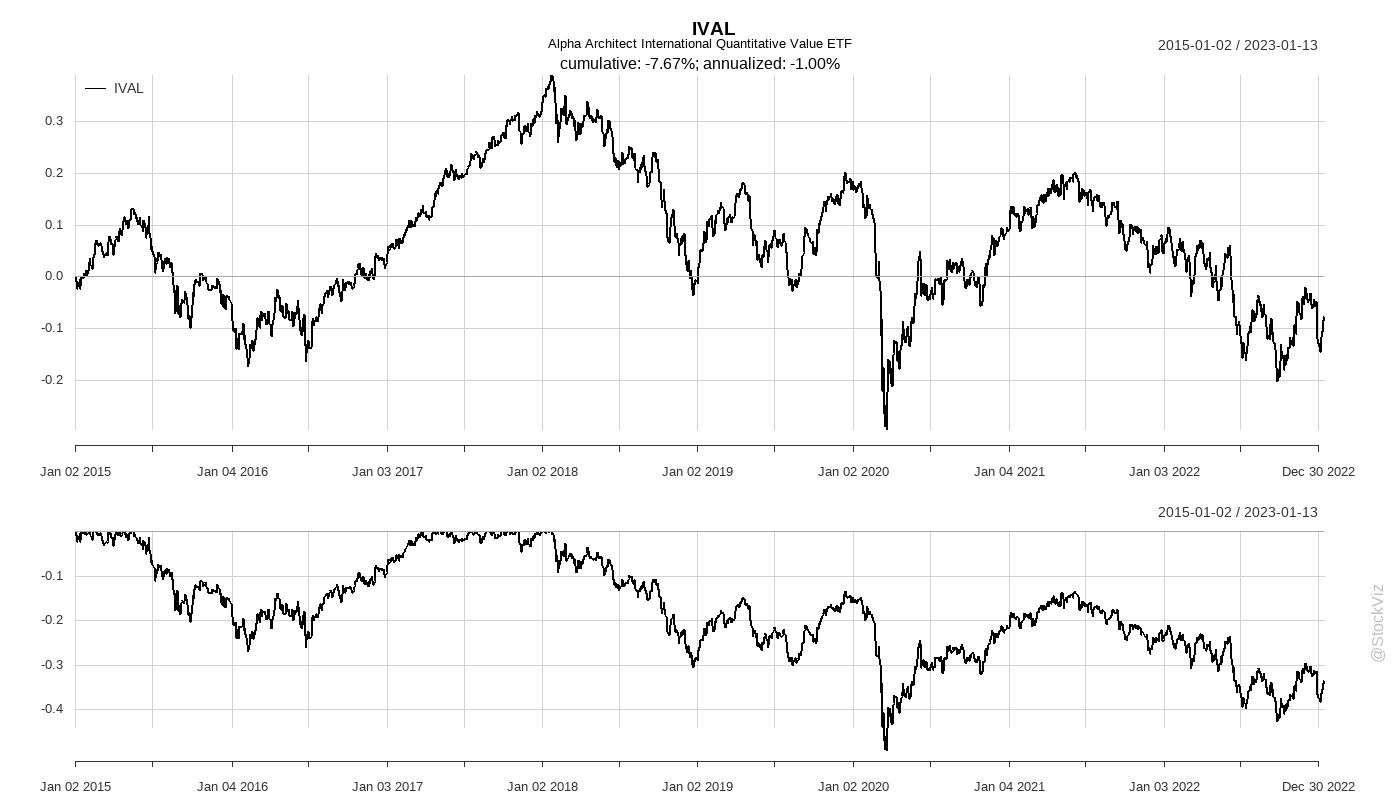 IVAL
Alpha Architect International Quantitative Value ETF
2015-01-02 / 2023-01-13
cumulative: -7.67%; annualized: -1.00%
IVAL
0.3
0.2
0.1
0.0
-0.1
-0.2
Jan 02 2015 Jan 04 2016 Jan 03 2017 Jan 02 2018 Jan 02 2019 Jan 02 2020 Jan 04 2021 Jan 03 2022 Dec 30 2022
2015-01-02 / 2023-01-13
-0.1
-0.2
-0.3
-0.4
Jan 02 2015 Jan 04 2016 Jan 03 2017 Jan 02 2018 Jan 02 2019 Jan 02 2020 Jan 04 2021 Jan 03 2022 Dec 30 2022
@StockViz